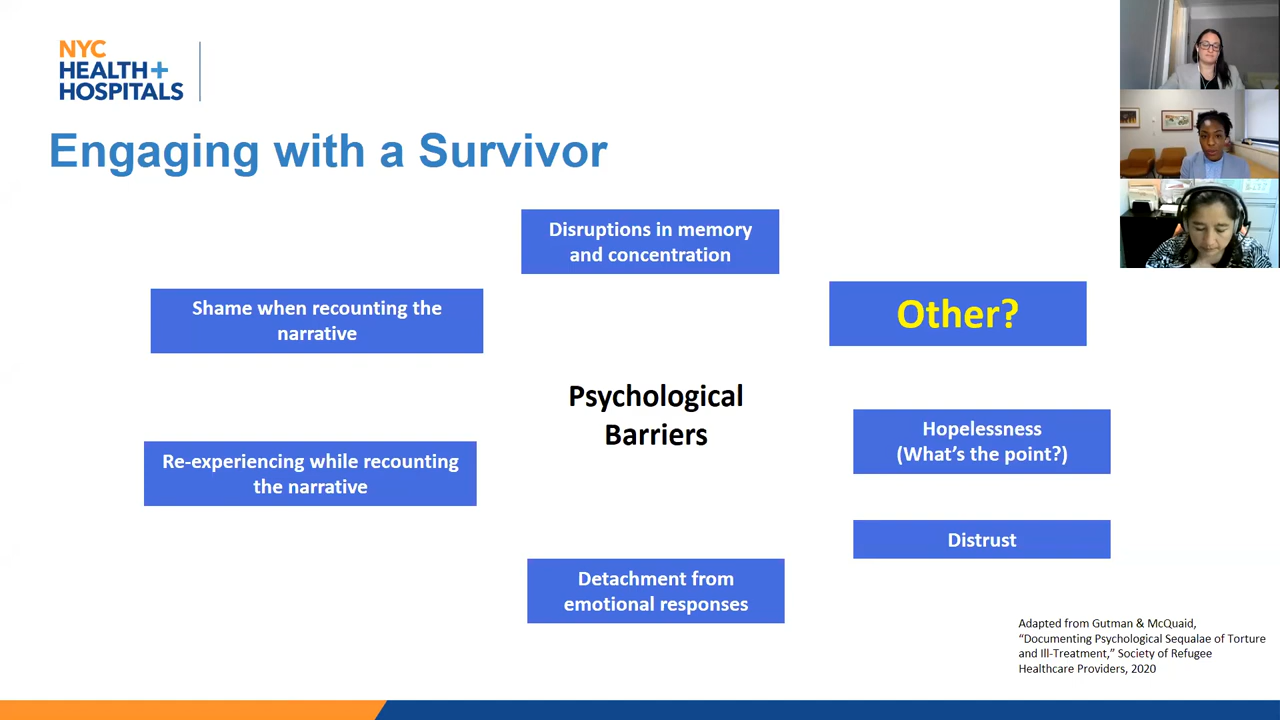 NYC
HEALTH+
HOSPITALS
Engaging with a Survivor
Disruptions in memory
and concentration
Other?
Shame when recounting the
narrative
Psychological
Barriers
Hopelessness
(What's the point?)
Re-experiencing while recounting
the narrative
Distrust
Detachment from
emotional responses
Adapted from Gutman & McQuaid,
“Documenting Psychological Sequalae of Torture
and Ill-Treatment,” Society of Refugee
Healthcare Providers, 2020